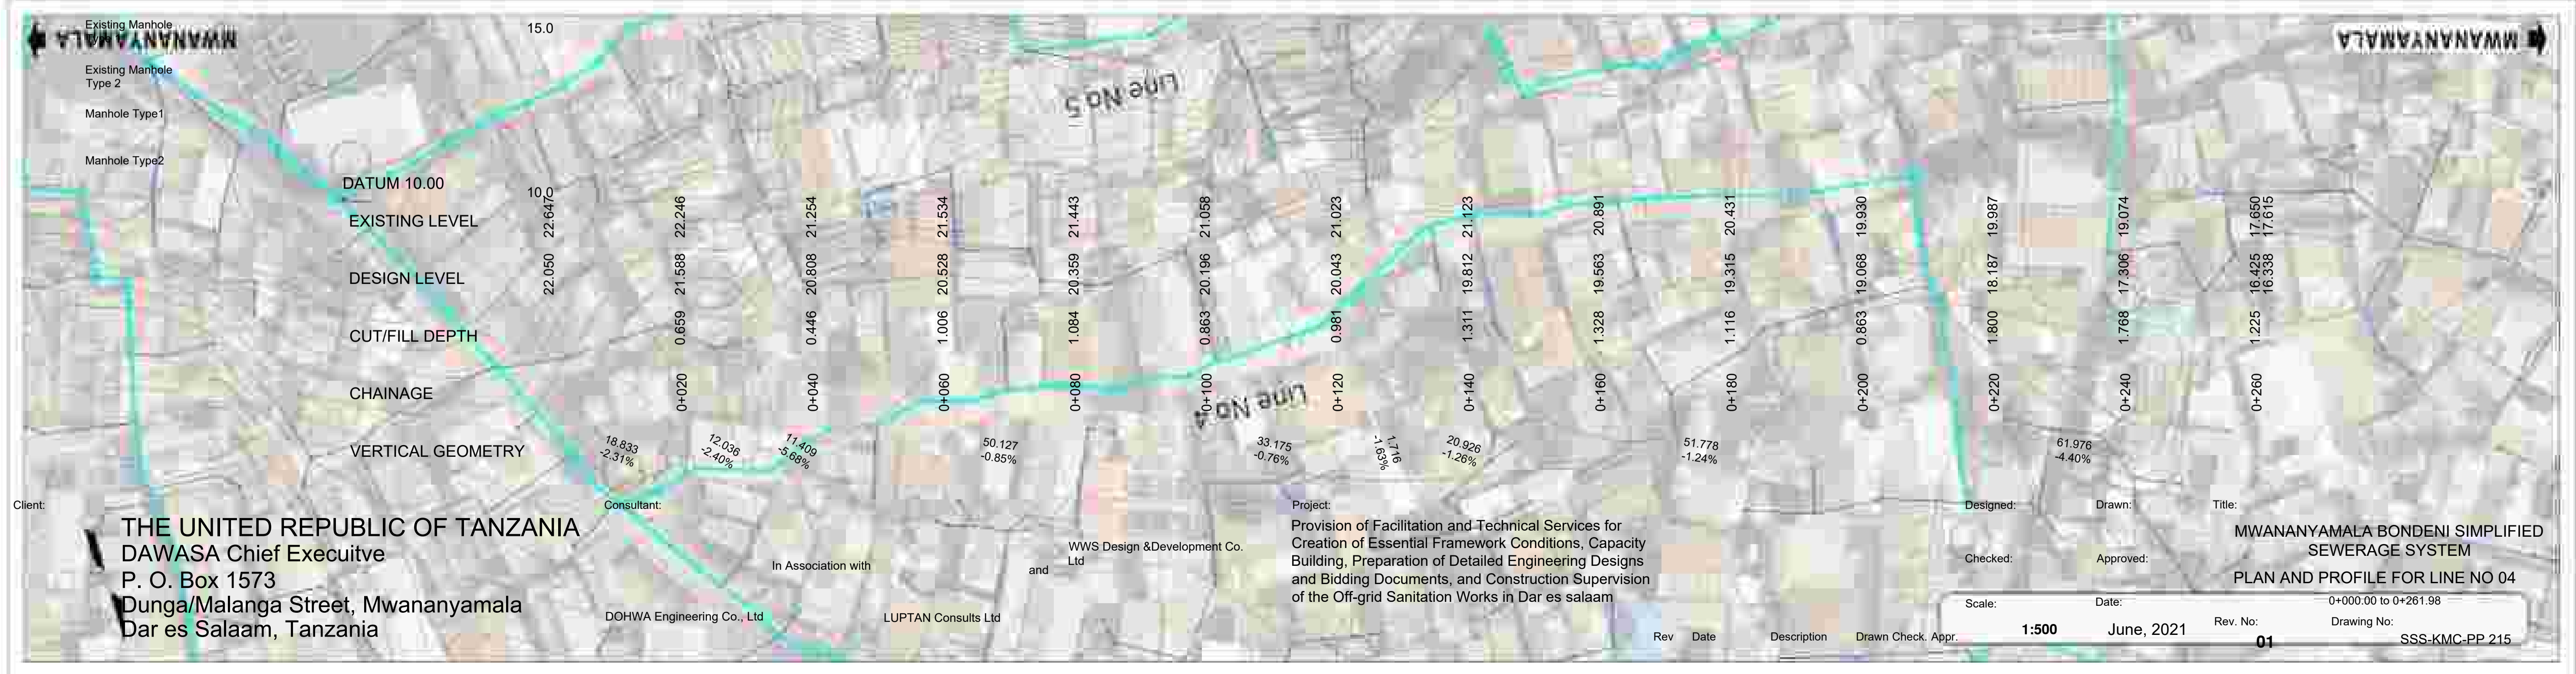 Existing Manhole
MWANANYAMALA
MWANANYAMALA
15.0
Existing Manhole
Type 2
Line No 5
Manhole Type1
Manhole Type2
DATUM 10.00
10.0
EXISTING LEVEL
22.647 22.246 21.254 21.534 21.443 21.058 21.023 21.123 20.891 20.431 19.930 19.987 19.074 17.650 17.615
DESIGN LEVEL
22.050 21.588 20.808 20.528 20.359 20.196 20.043 19.812 19.563 19.315 19.068 18.187 17.306 16.425 16.338
CUT/FILL DEPTH
0.659 0.446 1.006 1.084 0.863 0.981 1.311 1.328 1.116 0.863 1.800 1.768 1.225
CHAINAGE
0+020 0+040 0+060 0+080 0+100 0+120 0+140 0+160 0+180 0+200 0+220 0+240 0+260
Line No 4
VERTICAL GEOMETRY
18.833 12.036 11.409 50.127 33.175 1.716 20.926 51.778 61.976
-2.31% -2.40% -5.68% -0.85% -0.76% -1.63% -1.26% -1.24% -4.40%
Client:
THE UNITED REPUBLIC OF TANZANIA
DAWASA Chief Execuitve
P. O. Box 1573
Dunga/Malanga Street, Mwananyamala
Dar es Salaam, Tanzania
Consultant:
In Association with
DOHWA Engineering Co., Ltd
LUPTAN Consults Ltd
and
WWS Design &Development Co.
Ltd
Project:
Provision of Facilitation and Technical Services for
Creation of Essential Framework Conditions, Capacity
Building, Preparation of Detailed Engineering Designs
and Bidding Documents, and Construction Supervision
of the Off-grid Sanitation Works in Dar es salaam
Rev Date Description Drawn Check. Appr.
Designed:
Drawn:
Checked:
Approved:
Title:
MWANANYAMALA BONDENI SIMPLIFIED
SEWERAGE SYSTEM
PLAN AND PROFILE FOR LINE NO 04
0+000.00 to 0+261.98
Scale:
1:500
Date:
June, 2021
Rev. No:
01
Drawing No:
SSS-KMC-PP 215